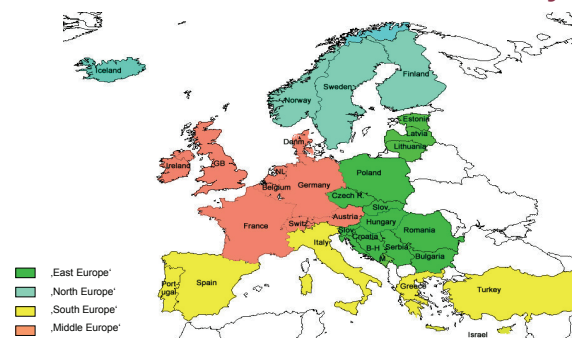 Iceland
Finland
Sweden
Norway
Estonia
Latvia
Lithuania
Denm.
Ireland
GB
NL
Belgium
Germany
Poland
Czech R.
Slov.
France
Switz.
Austria
Hungary
Romania
Slov.
Croatia
B-H
Serbia
M.
Bulgaria
Italy
Port-
ugal
Spain
Greece
Turkey
Israel
‚East Europe‘
‚North Europe‘
‚South Europe‘
‚Middle Europe‘